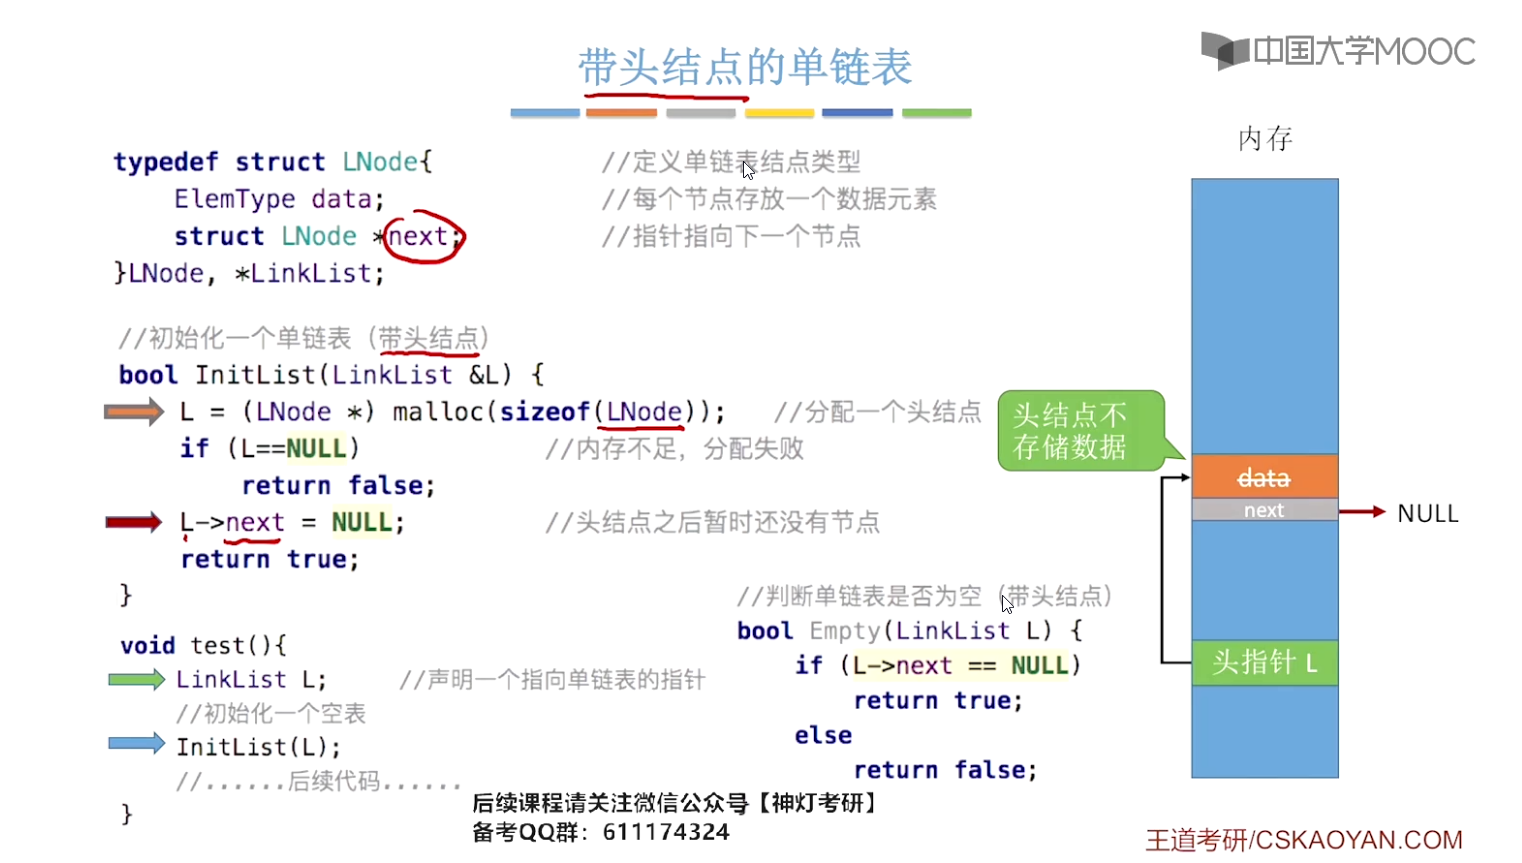 带头结点的单链表
中国大学MOOC
typedef struct LNode{ //定义单链表结点类型
ElemType data; //每个节点存放一个数据元素
struct LNode *next; //指针指向下一个节点
}LNode, *LinkList;
//初始化一个单链表（带头结点）
bool InitList(LinkList &L) {
L = (LNode *) malloc(sizeof(LNode)); //分配一个头结点
if (L==NULL) //内存不足，分配失败
return false;
L->next = NULL; //头结点之后暂时还没有节点
return true;
}
void test(){
LinkList L; //声明一个指向单链表的指针
//初始化一个空表
InitList(L);
//......后续代码......
}
//判断单链表是否为空（带头结点）
bool Empty(LinkList L) {
if (L->next == NULL)
return true;
else
return false;
内存
头结点不
存储数据
data
next
NULL
头指针 L
后续课程请关注微信公众号【神灯考研】
备考QQ群：611174324
王道考研/CSKAOYAN.COM